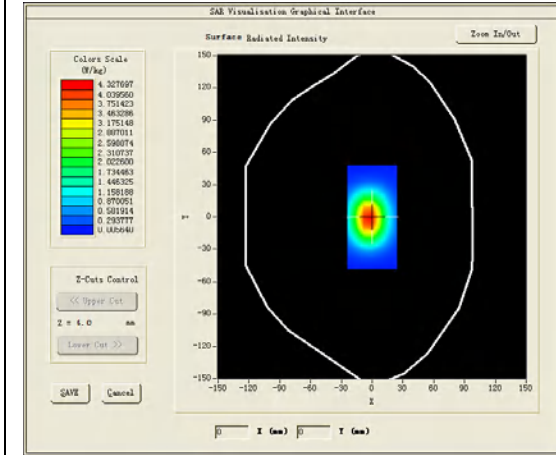 SAR Visualisation Graphical Interface
Surface Radiated Intensity
Zoom In/Out
Colors Scale
(W/kg)
4.327697
4.039560
3.751423
3.463286
3.175148
2.887011
2.598874
2.310737
2.022600
1.734463
1.446325
1.158188
0.870051
0.581914
0.293777
0.005640
Z-Cuts Control
<< Upper Cut
Z = 4.0 mm
Lower Cut >>
SAVE
Cancel
150
120
90
60
30
0
-30
-60
-90
-120
-150
Y
-150 -120 -90 -60 -30 0 30 60 90 120 150
X
0 X (mm) 0 Y (mm)